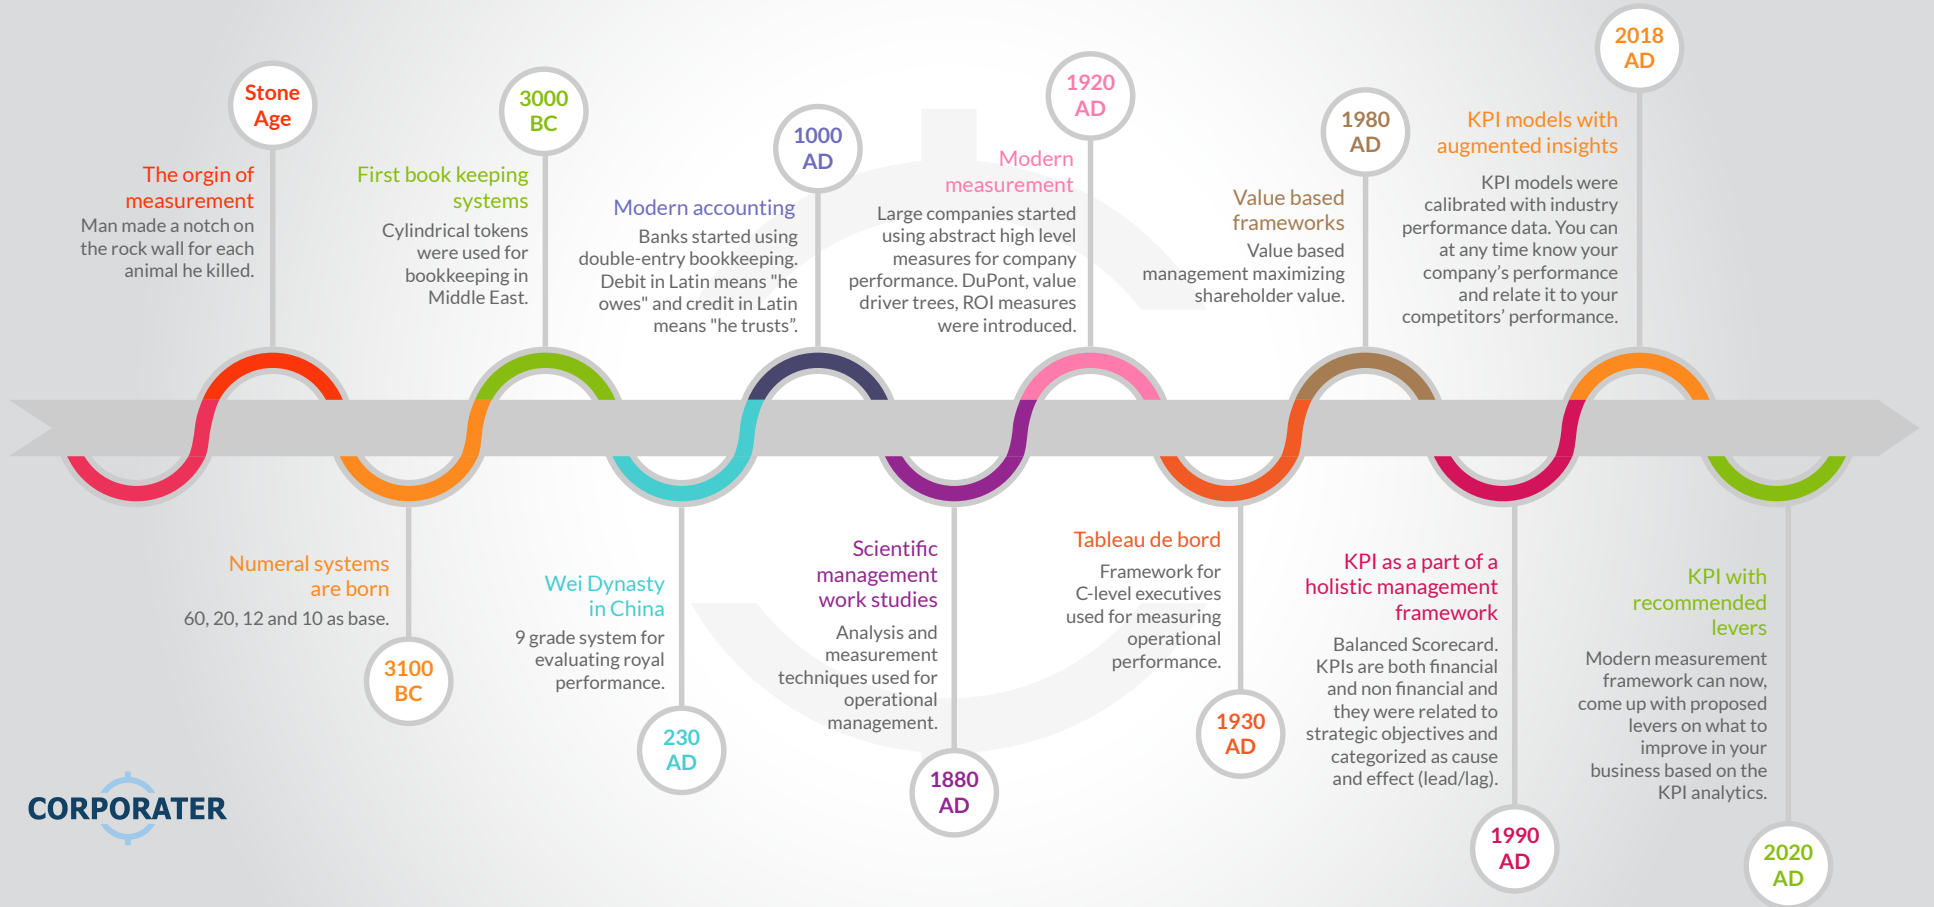 Stone
Age
The orgin of
measurement
Man made a notch on
the rock wall for each
animal he killed.
Numeral systems
are born
60, 20, 12 and 10 as base.
3100
BC
3000
BC
First book keeping
systems
Cylindrical tokens
were used for
bookkeeping in
Middle East.
Wei Dynasty
in China
9 grade system for
evaluating royal
performance.
230
AD
1000
AD
Modern accounting
Banks started using
double-entry bookkeeping.
Debit in Latin means "he
owes" and credit in Latin
means "he trusts”.
Scientific
management
work studies
Analysis and
measurement
techniques used for
operational
management.
1880
AD
1920
AD
Modern
measurement
Large companies started
using abstract high level
measures for company
performance. DuPont, value
driver trees, ROI measures
were introduced.
Tableau de bord
Framework for
C-level executives
used for measuring
operational
performance.
1930
AD
1980
AD
Value based
frameworks
Value based
management maximizing
shareholder value.
KPI as a part of a
holistic management
framework
Balanced Scorecard.
KPIs are both financial
and non financial and
they were related to
strategic objectives and
categorized as cause
and effect (lead/lag).
1990
AD
2018
AD
KPI models with
augmented insights
KPI models were
calibrated with industry
performance data. You can
at any time know your
company’s performance
and relate it to your
competitors’ performance.
KPI with
recommended
levers
Modern measurement
framework can now,
come up with proposed
levers on what to
improve in your
business based on the
KPI analytics.
2020
AD
CORPORATER